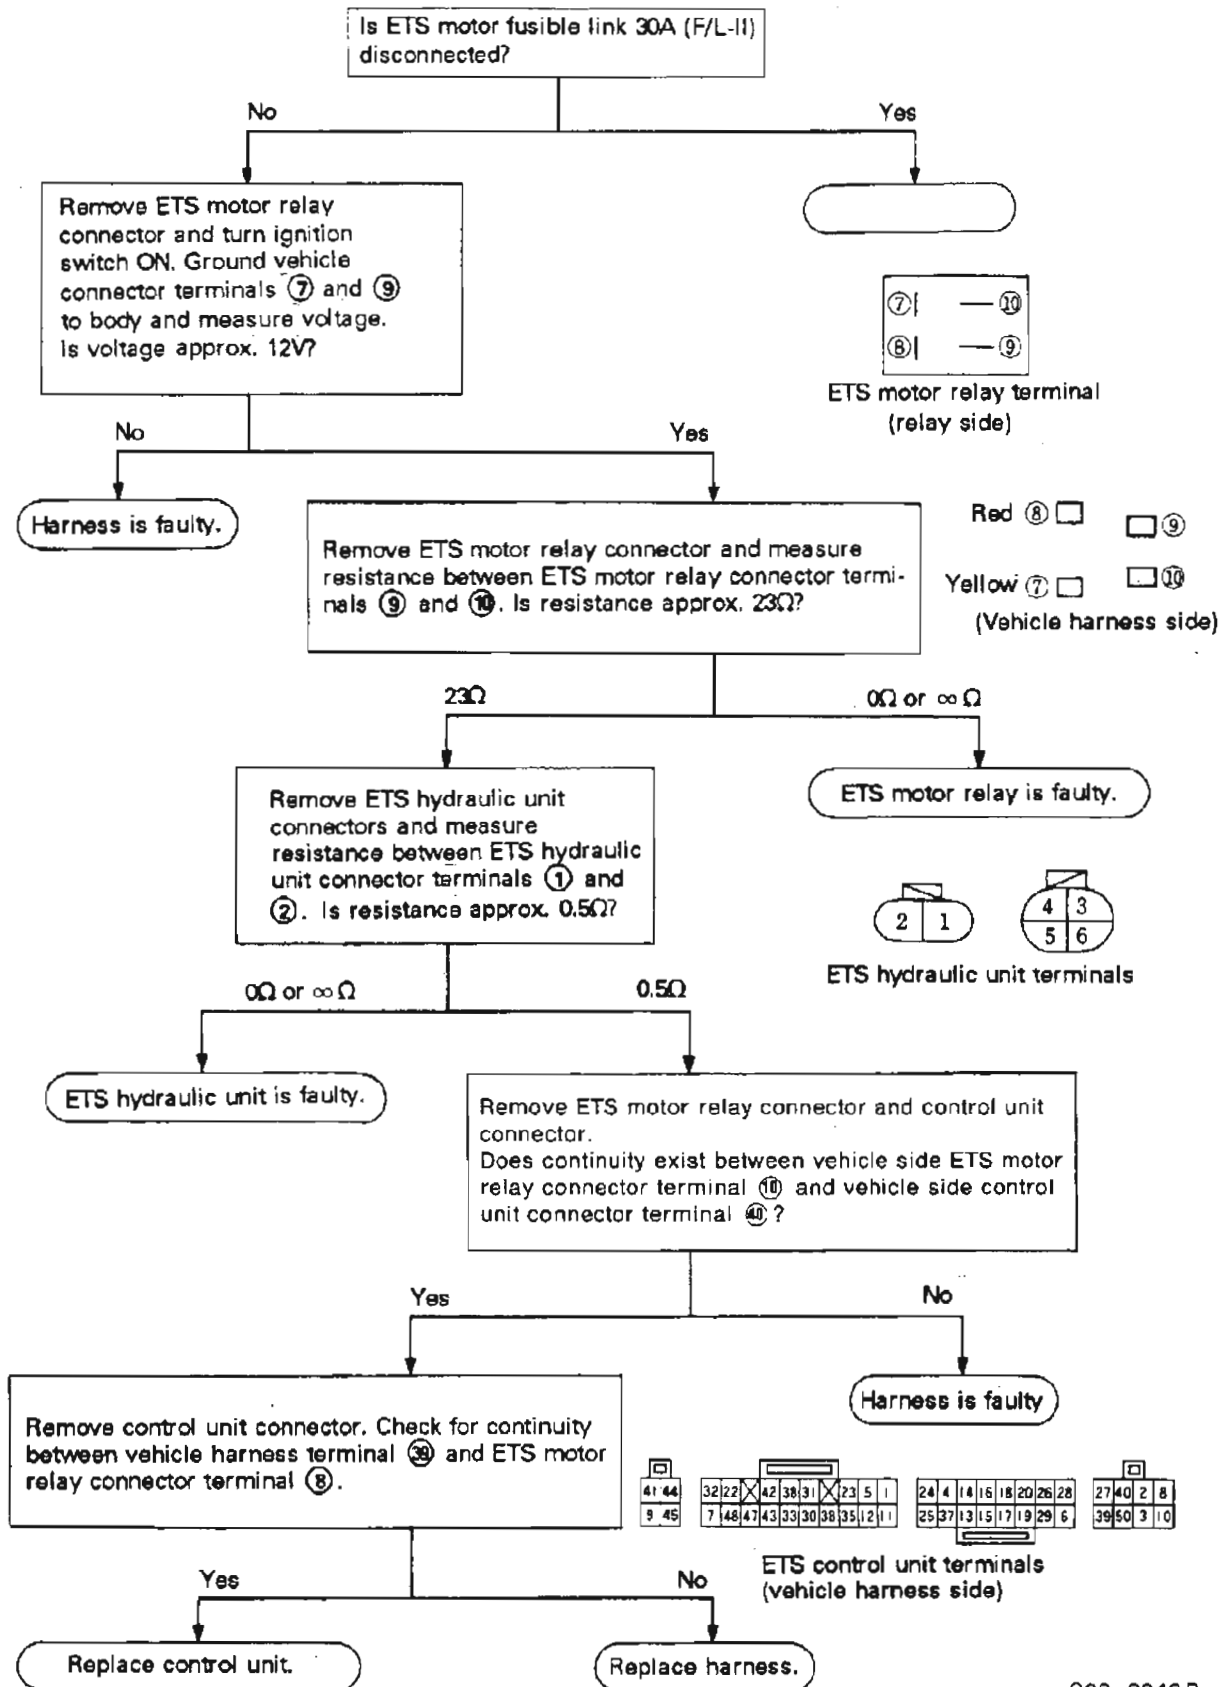 Is ETS motor fusible link 30A (F/L-II)
disconnected?
No
Yes
Remove ETS motor relay
connector and turn ignition
switch ON. Ground vehicle
connector terminals ⑦ and ⑨
to body and measure voltage.
Is voltage approx. 12V?
⑦ ⑩
⑧ ⑨
ETS motor relay terminal
(relay side)
No
Yes
Harness is faulty.
Remove ETS motor relay connector and measure
resistance between ETS motor relay connector termi-
nals ⑨ and ⑩. Is resistance approx. 23Ω?
Red ⑧
⑨
Yellow ⑦
⑩
(Vehicle harness side)
23Ω
0Ω or ∞ Ω
Remove ETS hydraulic unit
connectors and measure
resistance between ETS hydraulic
unit connector terminals ① and
②. Is resistance approx. 0.5Ω?
ETS motor relay is faulty.
2 1
4 3
5 6
ETS hydraulic unit terminals
0Ω or ∞ Ω
0.5Ω
ETS hydraulic unit is faulty.
Remove ETS motor relay connector and control unit
connector.
Does continuity exist between vehicle side ETS motor
relay connector terminal ⑩ and vehicle side control
unit connector terminal ㊵ ?
Yes
No
Harness is faulty
Remove control unit connector. Check for continuity
between vehicle harness terminal ㊴ and ETS motor
relay connector terminal ⑧.
41 44
9 45
32 22 42 38 31 23 5 1
7 48 47 43 33 30 38 35 12 11
24 4 14 16 18 20 26 28
25 37 13 15 17 19 29 6
27 40 2 8
39 50 3 10
ETS control unit terminals
(vehicle harness side)
Yes
No
Replace control unit.
Replace harness.